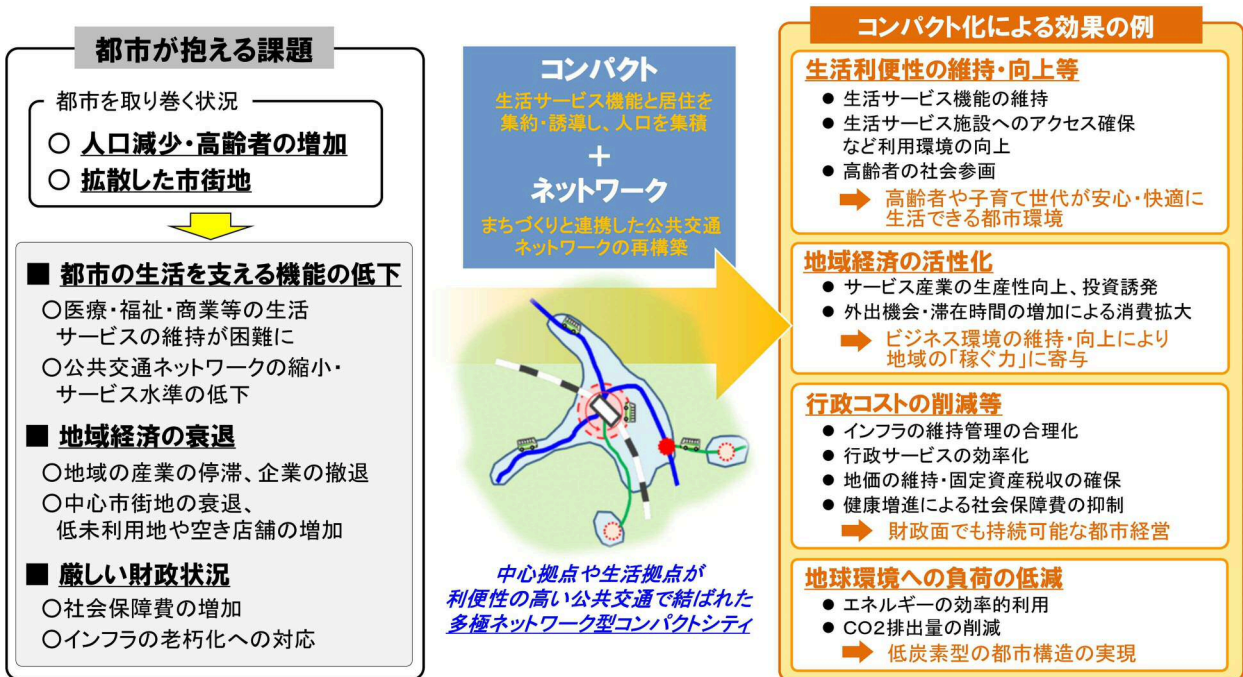 都市が抱える課題
都市を取り巻く状況
○ 人口減少・高齢者の増加
○ 拡散した市街地
■ 都市の生活を支える機能の低下
○医療・福祉・商業等の生活
サービスの維持が困難に
○公共交通ネットワークの縮小・
サービス水準の低下
■ 地域経済の衰退
○地域の産業の停滞、企業の撤退
○中心市街地の衰退、
低未利用地や空き店舗の増加
■ 厳しい財政状況
○社会保障費の増加
○インフラの老朽化への対応
コンパクト
生活サービス機能と居住を
集約・誘導し、人口を集積
＋
ネットワーク
まちづくりと連携した公共交通
ネットワークの再構築
中心拠点や生活拠点が
利便性の高い公共交通で結ばれた
多極ネットワーク型コンパクトシティ
コンパクト化による効果の例
生活利便性の維持・向上等
● 生活サービス機能の維持
● 生活サービス施設へのアクセス確保
など利用環境の向上
● 高齢者の社会参画
高齢者や子育て世代が安心・快適に
生活できる都市環境
地域経済の活性化
● サービス産業の生産性向上、投資誘発
● 外出機会・滞在時間の増加による消費拡大
ビジネス環境の維持・向上により
地域の「稼ぐ力」に寄与
行政コストの削減等
● インフラの維持管理の合理化
● 行政サービスの効率化
● 地価の維持・固定資産税収の確保
● 健康増進による社会保障費の抑制
財政面でも持続可能な都市経営
地球環境への負荷の低減
● エネルギーの効率的利用
● CO2排出量の削減
低炭素型の都市構造の実現